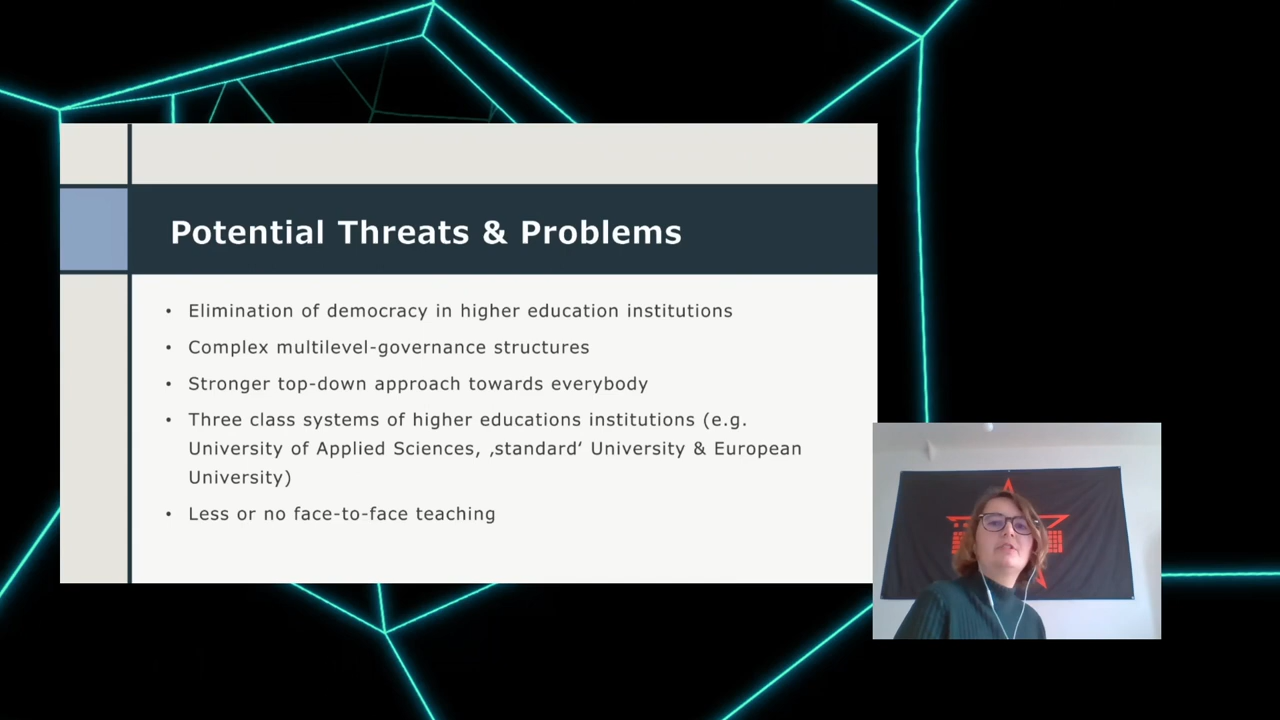 Potential Threats & Problems
• Elimination of democracy in higher education institutions
• Complex multilevel-governance structures
• Stronger top-down approach towards everybody
• Three class systems of higher educations institutions (e.g.
University of Applied Sciences, ‚standard‘ University & European
University)
• Less or no face-to-face teaching